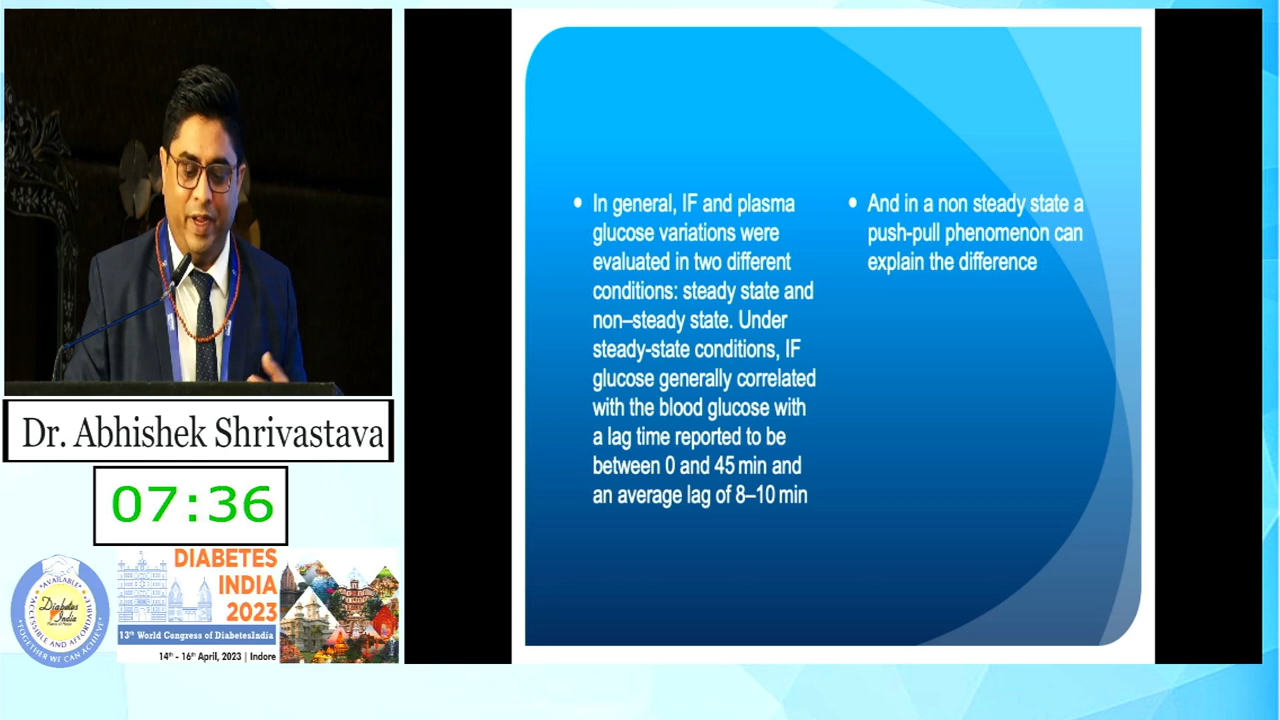 In general, IF and plasma
glucose variations were
evaluated in two different
conditions: steady state and
non–steady state. Under
steady-state conditions, IF
glucose generally correlated
with the blood glucose with
a lag time reported to be
between 0 and 45 min and
an average lag of 8–10 min
And in a non steady state a
push-pull phenomenon can
explain the difference
Dr. Abhishek Shrivastava
07:36
AVAILABLE
ACCESSIBLE AND AFFORDABLE
TOGETHER WE CAN ACHIEVE
Diabetes
India
DIABETES
INDIA
2023
13th World Congress of DiabetesIndia
14th - 16th April, 2023 | Indore